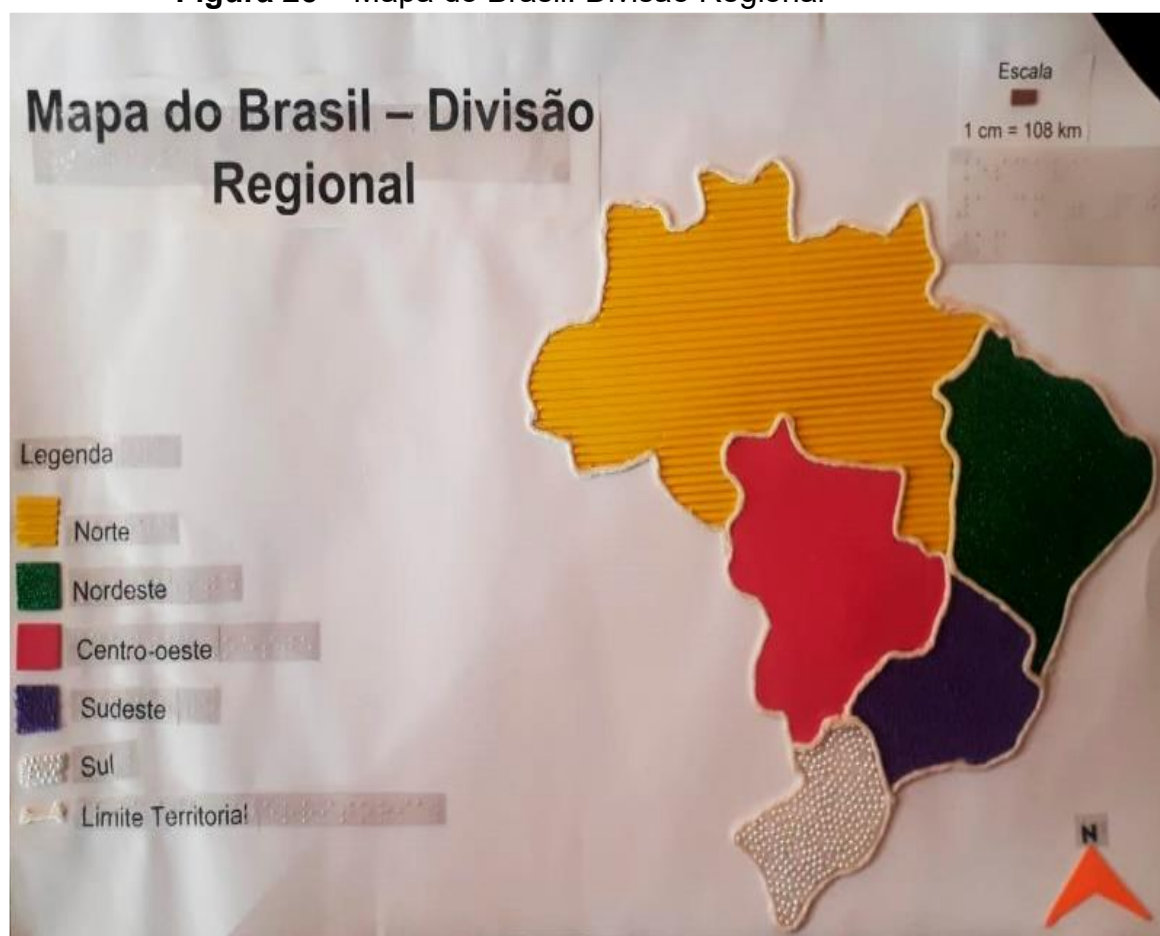 Mapa do Brasil – Divisão
Regional
Escala
1 cm = 108 km
Legenda
Norte
Nordeste
Centro-oeste
Sudeste
Sul
Limite Territorial
N